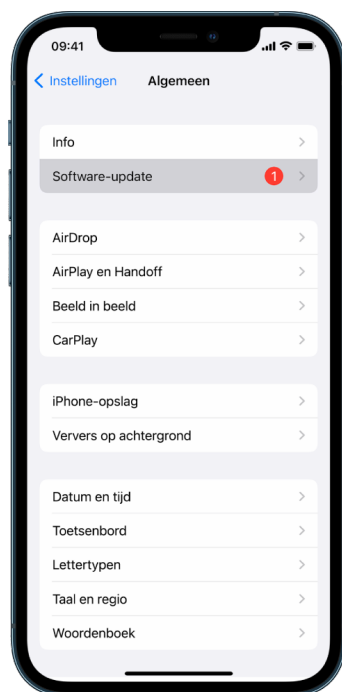 09:41
Instellingen Algemeen
Info
Software-update 1
AirDrop
AirPlay en Handoff
Beeld in beeld
CarPlay
iPhone-opslag
Ververs op achtergrond
Datum en tijd
Toetsenbord
Lettertypen
Taal en regio
Woordenboek